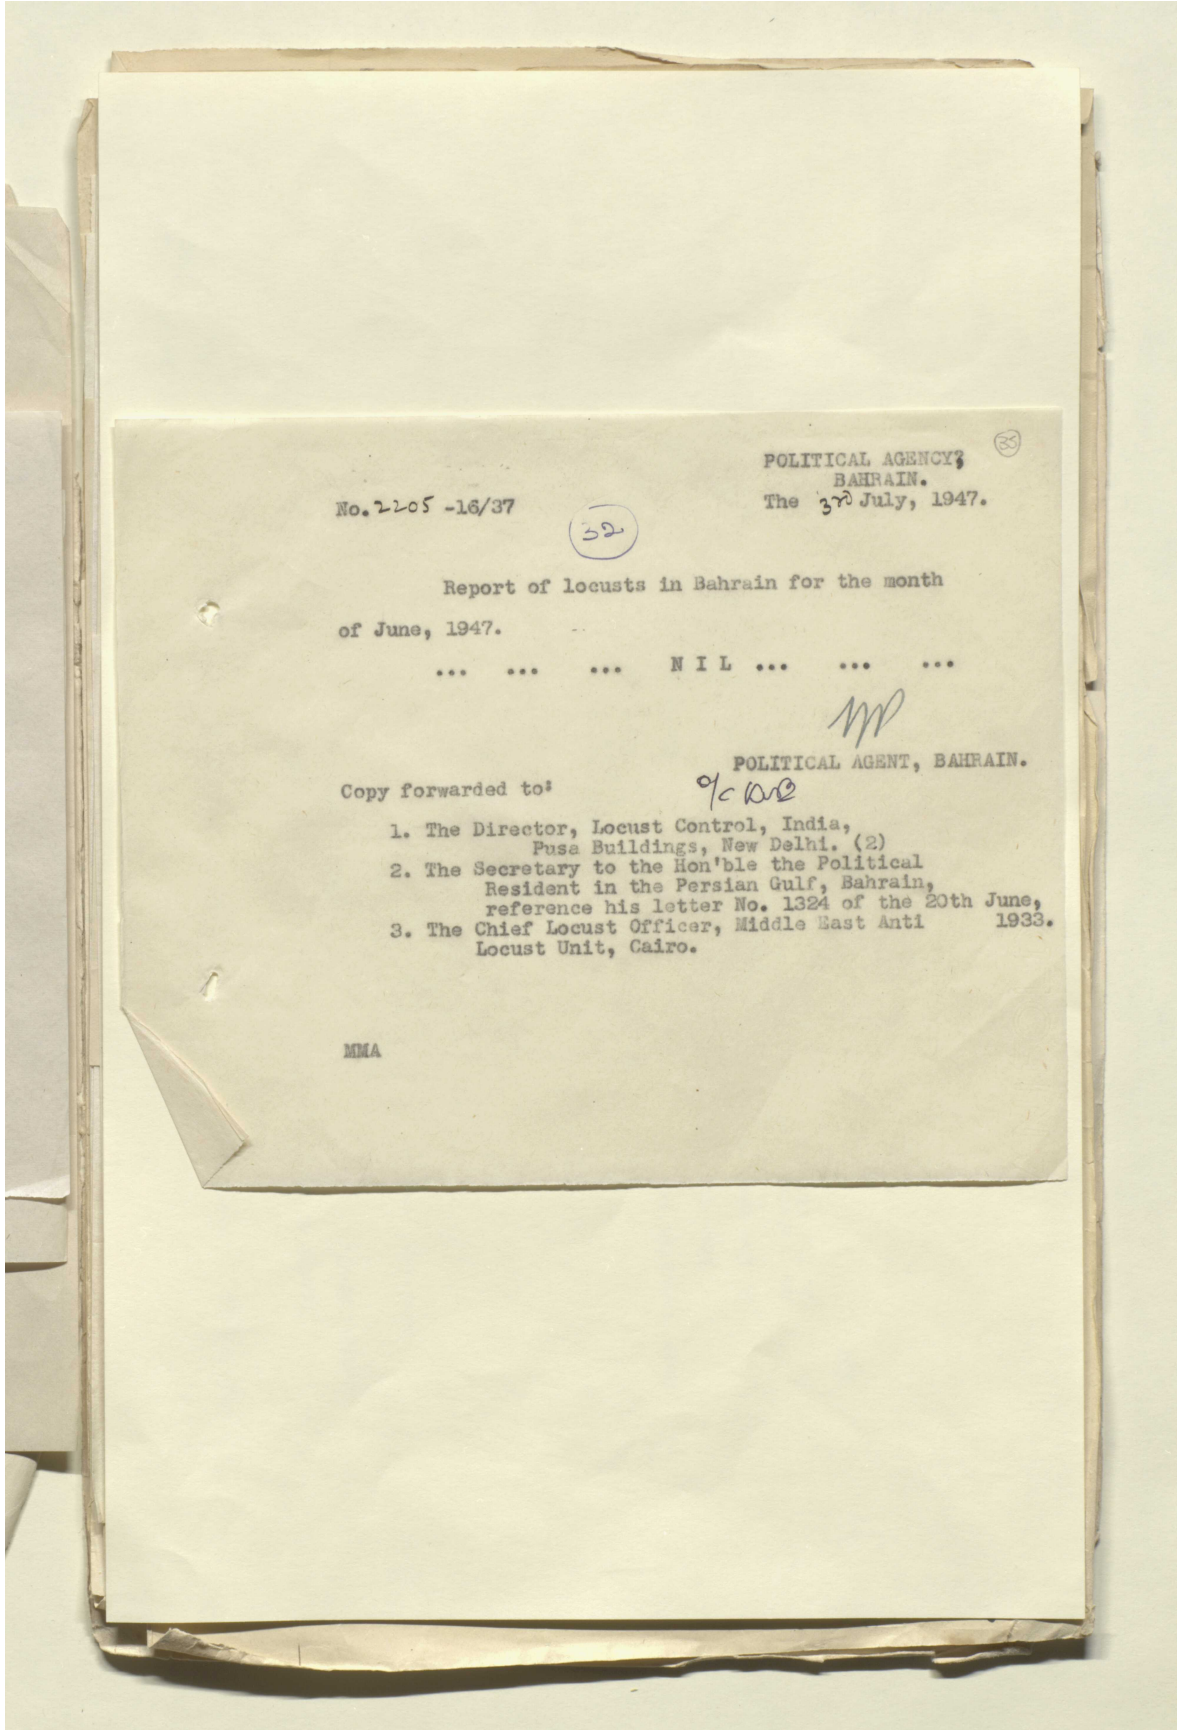 35
POLITICAL AGENCY,
BAHRAIN.
No. 2205 -16/37
The 3rd July, 1947.
32
Report of locusts in Bahrain for the month
of June, 1947.
... ... ... N I L ... ... ...
POLITICAL AGENT, BAHRAIN.
Copy forwarded to:
o/c
1. The Director, Locust Control, India,
Pusa Buildings, New Delhi. (2)
2. The Secretary to the Hon'ble the Political
Resident in the Persian Gulf, Bahrain,
reference his letter No. 1324 of the 20th June,
1933.
3. The Chief Locust Officer, Middle East Anti
Locust Unit, Cairo.
MMA